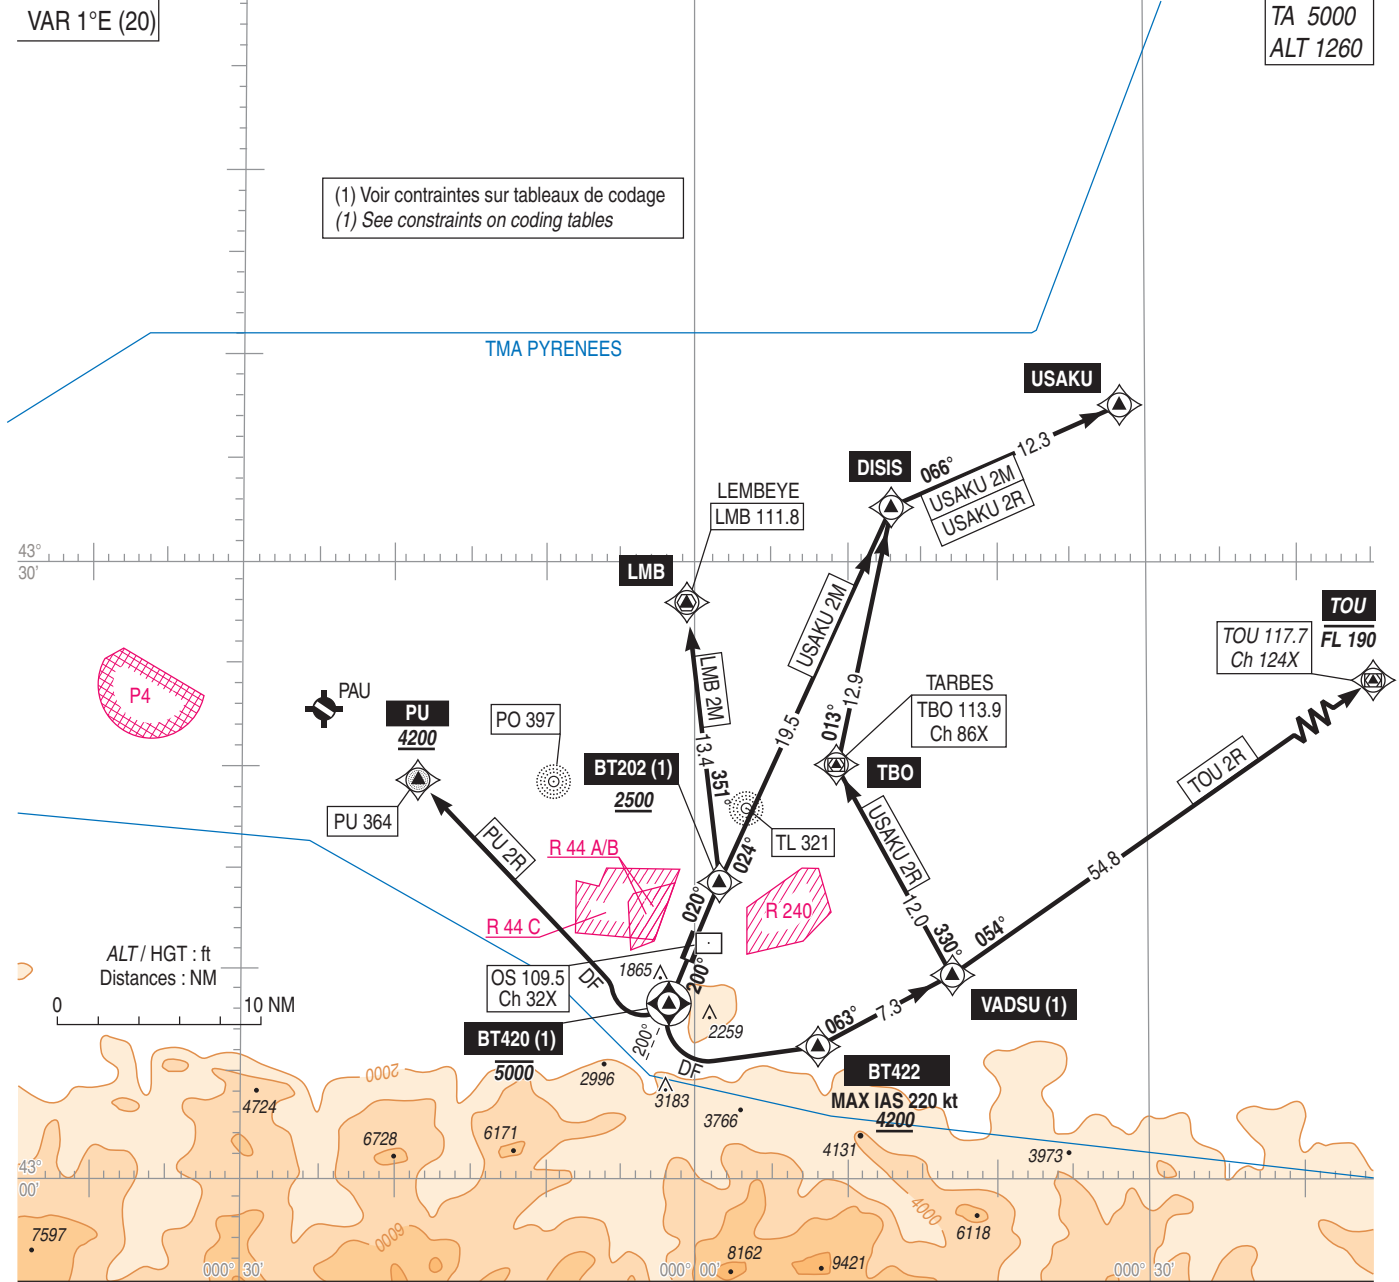 VAR 1°E (20)
TA 5000
ALT 1260
(1) Voir contraintes sur tableaux de codage
(1) See constraints on coding tables
TMA PYRENEES
USAKU
12.3
DISIS
066°
USAKU 2M
USAKU 2R
LEMBEYE
LMB 111.8
43°
30'
LMB
USAKU 2M
TOU
FL 190
TOU 117.7
Ch 124X
P4
PAU
LMB 2M
12.9
TARBES
TBO 113.9
Ch 86X
PU
4200
PO 397
013°
19.5
13.4
BT202 (1)
2500
TBO
TOU 2R
351°
PU 364
USAKU 2R
PU 2R
R 44 A/B
TL 321
024°
54.8
020°
R 240
12.0
R 44 C
330°
054°
ALT / HGT : ft
Distances : NM
0
10 NM
DF
OS 109.5
Ch 32X
1865
200°
VADSU (1)
7.3
063°
BT420 (1)
5000
200°
2259
DF
BT422
MAX IAS 220 kt
4200
2000
2996
3183
4724
3766
6728
6171
4131
3973
43°
00'
4000
6118
7597
6000
8162
9421
000° 30'
000° 00'
000° 30'